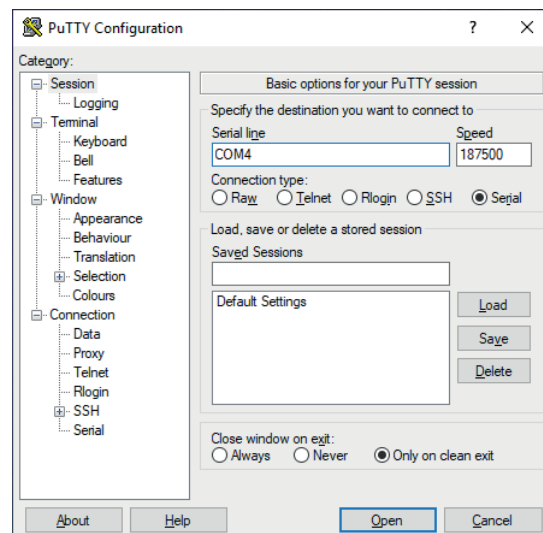 PuTTY Configuration
Category:
Session
Logging
Terminal
Keyboard
Bell
Features
Window
Appearance
Behaviour
Translation
Selection
Colours
Connection
Data
Proxy
Telnet
Rlogin
SSH
Serial
Basic options for your PuTTY session
Specify the destination you want to connect to
Serial line Speed
COM4 187500
Connection type:
Raw Telnet Rlogin SSH Serial
Load, save or delete a stored session
Saved Sessions
Default Settings
Load
Save
Delete
Close window on exit:
Always Never Only on clean exit
About Help Open Cancel